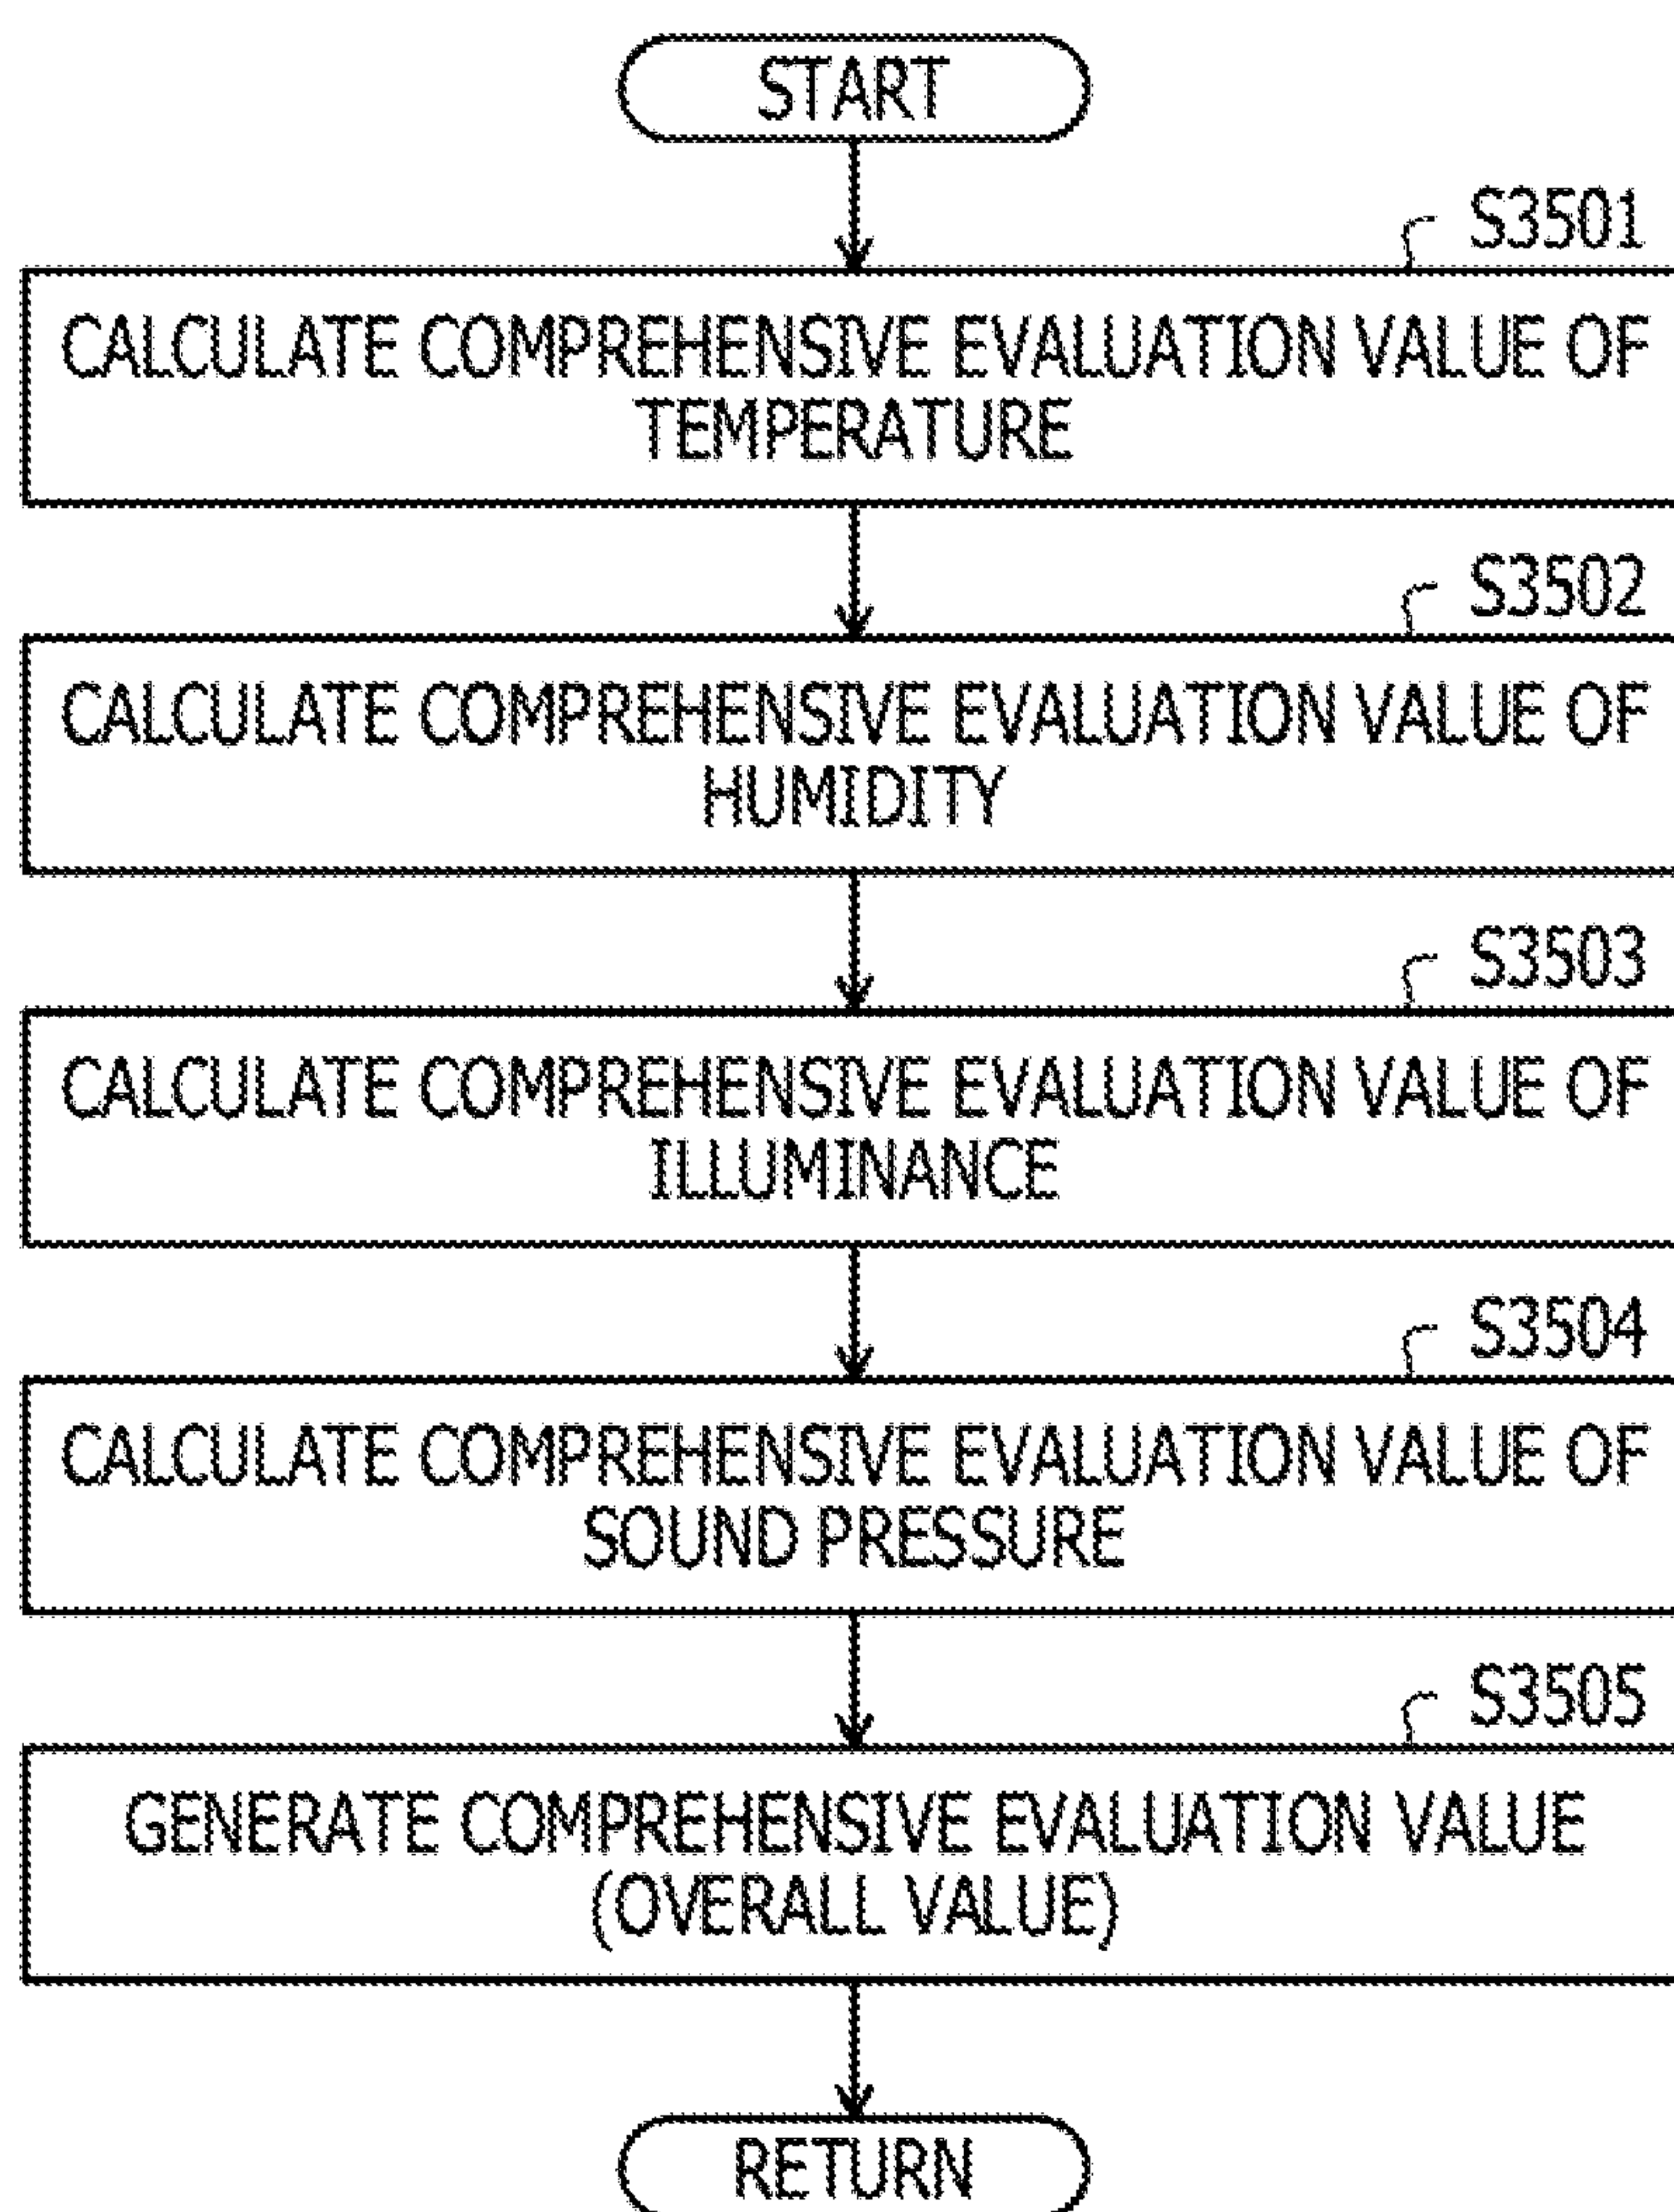 START
S3501
CALCULATE COMPREHENSIVE EVALUATION VALUE OF
TEMPERATURE
S3502
CALCULATE COMPREHENSIVE EVALUATION VALUE OF
HUMIDITY
S3503
CALCULATE COMPREHENSIVE EVALUATION VALUE OF
ILLUMINANCE
S3504
CALCULATE COMPREHENSIVE EVALUATION VALUE OF
SOUND PRESSURE
S3505
GENERATE COMPREHENSIVE EVALUATION VALUE
(OVERALL VALUE)
RETURN